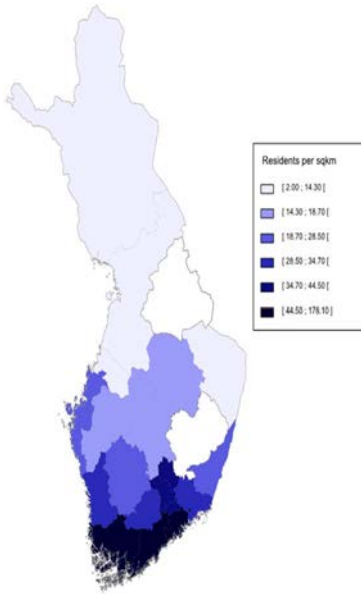 Residents per sqkm
[ 2.00 ; 14.30 [
[ 14.30 ; 18.70 [
[ 18.70 ; 28.50 [
[ 28.50 ; 34.70 [
[ 34.70 ; 44.50 [
[ 44.50 ; 176.10 [